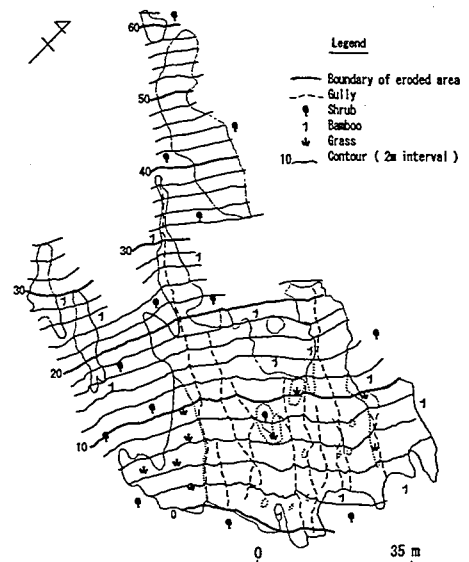 60
Legend
Boundary of eroded area
Gully
Shrub
1 Bamboo
Grass
10 Contour ( 2m interval )
50
40
30
30
20
10
0
0 35 m